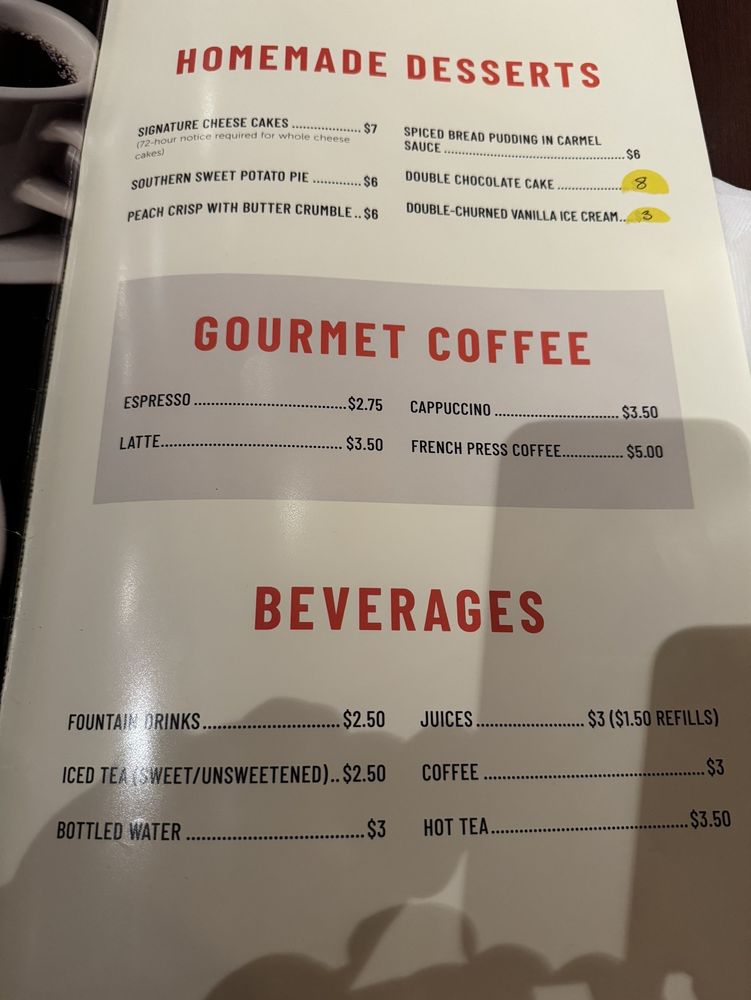 HOMEMADE DESSERTS
SIGNATURE CHEESE CAKES .................. $7
(72-hour notice required for whole cheese
cakes)
SOUTHERN SWEET POTATO PIE ............ $6
PEACH CRISP WITH BUTTER CRUMBLE.. $6
SPICED BREAD PUDDING IN CARMEL
SAUCE .............................................. $6
DOUBLE CHOCOLATE CAKE ................ 8
DOUBLE-CHURNED VANILLA ICE CREAM.. 3
GOURMET COFFEE
ESPRESSO ...................................$2.75
LATTE.......................................... $3.50
CAPPUCCINO ............................. $3.50
FRENCH PRESS COFFEE.............. $5.00
BEVERAGES
FOUNTAIN DRINKS........................... $2.50
ICED TEA (SWEET/UNSWEETENED).. $2.50
BOTTLED WATER ...................................$3
JUICES ..................... $3 ($1.50 REFILLS)
COFFEE ............................................$3
HOT TEA.......................................$3.50